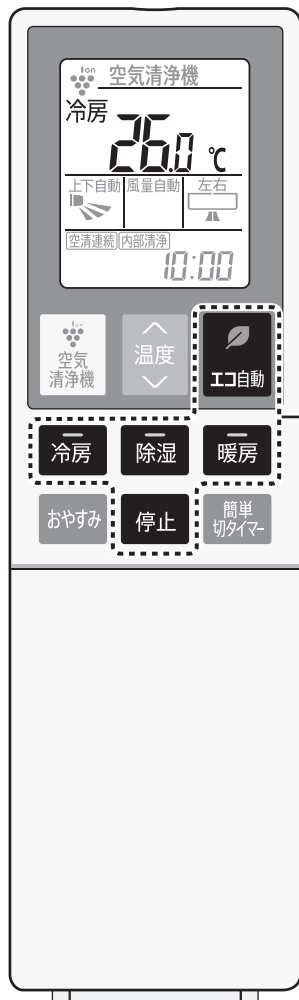 ion
空気清浄機
冷房
26.0 ℃
上下自動 風量自動 左右
空清連続 内部清浄
10:00
ion
空気
清浄機
温度
エコ自動
冷房 除湿 暖房
おやすみ 停止 簡単
切タイマー